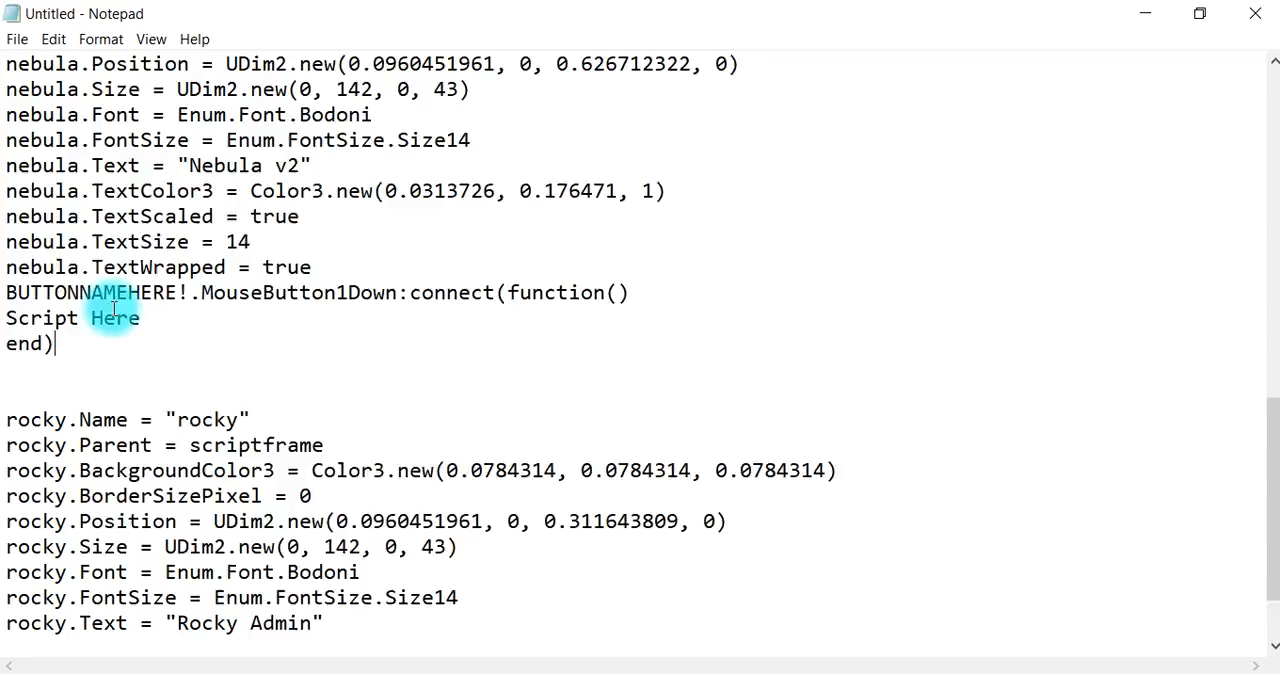 Untitled - Notepad
File Edit Format View Help
nebula.Position = UDim2.new(0.0960451961, 0, 0.626712322, 0)
nebula.Size = UDim2.new(0, 142, 0, 43)
nebula.Font = Enum.Font.Bodoni
nebula.FontSize = Enum.FontSize.Size14
nebula.Text = "Nebula v2"
nebula.TextColor3 = Color3.new(0.0313726, 0.176471, 1)
nebula.TextScaled = true
nebula.TextSize = 14
nebula.TextWrapped = true
BUTTONNAMEHERE!.MouseButton1Down:connect(function()
Script Here
end)
rocky.Name = "rocky"
rocky.Parent = scriptframe
rocky.BackgroundColor3 = Color3.new(0.0784314, 0.0784314, 0.0784314)
rocky.BorderSizePixel = 0
rocky.Position = UDim2.new(0.0960451961, 0, 0.311643809, 0)
rocky.Size = UDim2.new(0, 142, 0, 43)
rocky.Font = Enum.Font.Bodoni
rocky.FontSize = Enum.FontSize.Size14
rocky.Text = "Rocky Admin"